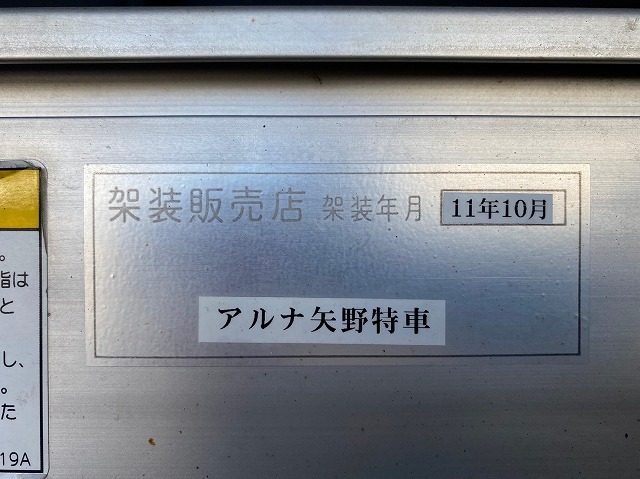 架装販売店 架装年月 11年10月
アルナ矢野特車
。
指は
と
し、
。
た
19A